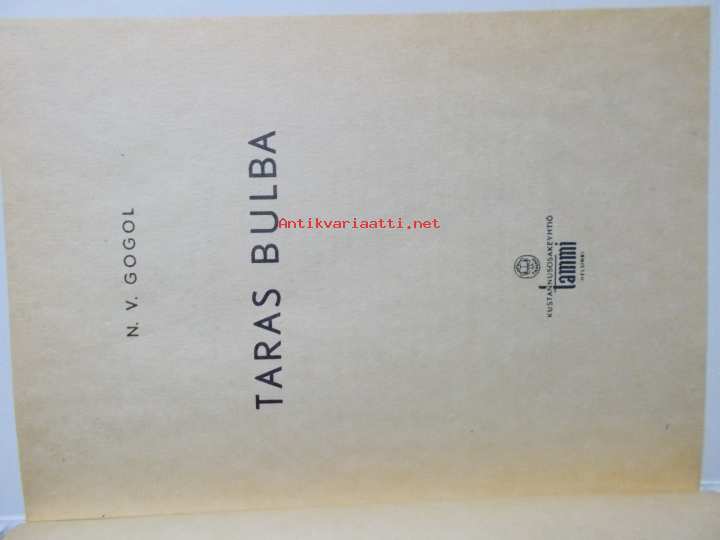 N. V. GOGOL
TARAS BULBA
Antikvariaatti.net
KUSTANNUSOSAKEYHTIÖ
tammi
HELSINKI